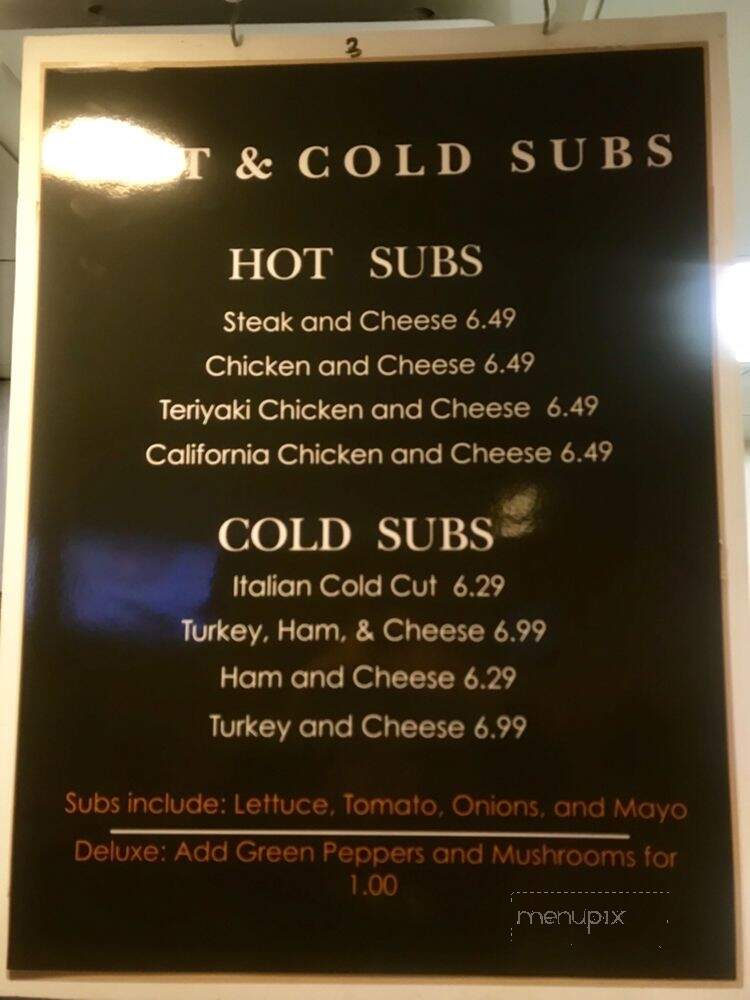 3
& COLD SUBS
HOT SUBS
Steak and Cheese 6.49
Chicken and Cheese 6.49
Teriyaki Chicken and Cheese 6.49
California Chicken and Cheese 6.49
COLD SUBS
Italian Cold Cut 6.29
Turkey, Ham, & Cheese 6.99
Ham and Cheese 6.29
Turkey and Cheese 6.99
Subs include: Lettuce, Tomato, Onions, and Mayo
Deluxe: Add Green Peppers and Mushrooms for
1.00
menupix